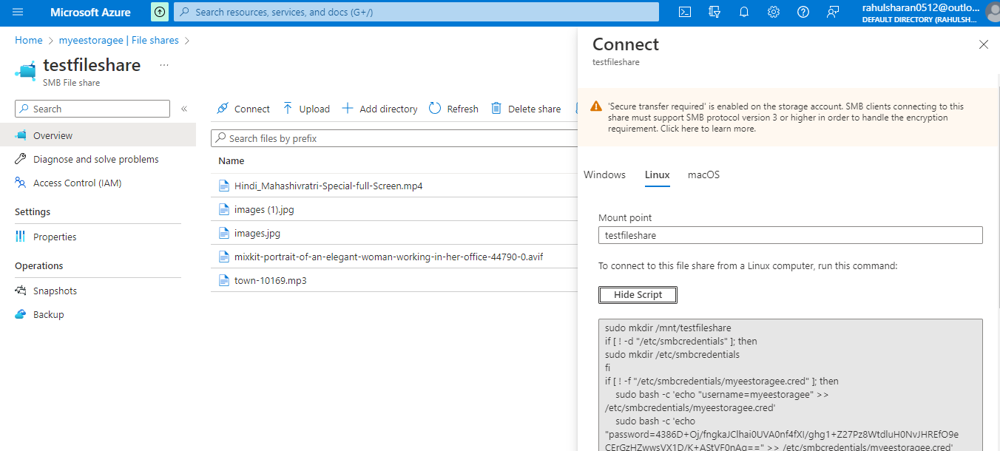 Microsoft Azure
Search resources, services, and docs (G+/)
rahulsharan0512@outlo...
DEFAULT DIRECTORY (RAHULSH...
Home > myeestoragee | File shares >
testfileshare ...
SMB File share
Search
«
Overview
Diagnose and solve problems
Access Control (IAM)
Settings
Properties
Operations
Snapshots
Backup
Connect Upload Add directory Refresh Delete share
Search files by prefix
Name
Hindi_Mahashivratri-Special-full-Screen.mp4
images (1).jpg
images.jpg
mixkit-portrait-of-an-elegant-woman-working-in-her-office-44790-0.avif
town-10169.mp3
Connect
testfileshare
'Secure transfer required' is enabled on the storage account. SMB clients connecting to this
share must support SMB protocol version 3 or higher in order to handle the encryption
requirement. Click here to learn more.
Windows Linux macOS
Mount point
testfileshare
To connect to this file share from a Linux computer, run this command:
Hide Script
sudo mkdir /mnt/testfileshare
if [ ! -d "/etc/smbcredentials" ]; then
sudo mkdir /etc/smbcredentials
fi
if [ ! -f "/etc/smbcredentials/myeestoragee.cred" ]; then
sudo bash -c 'echo "username=myeestoragee" >>
/etc/smbcredentials/myeestoragee.cred'
sudo bash -c 'echo
>> /etc/smbcredentials/myeestoragee.cred'